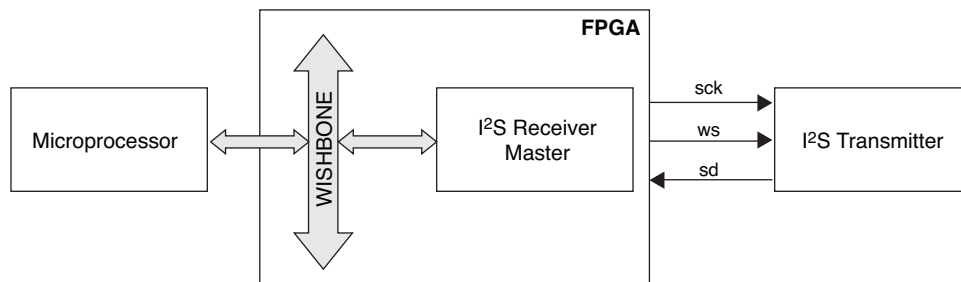 FPGA
Microprocessor
WISHBONE
I²S Receiver
Master
sck
ws
sd
I²S Transmitter